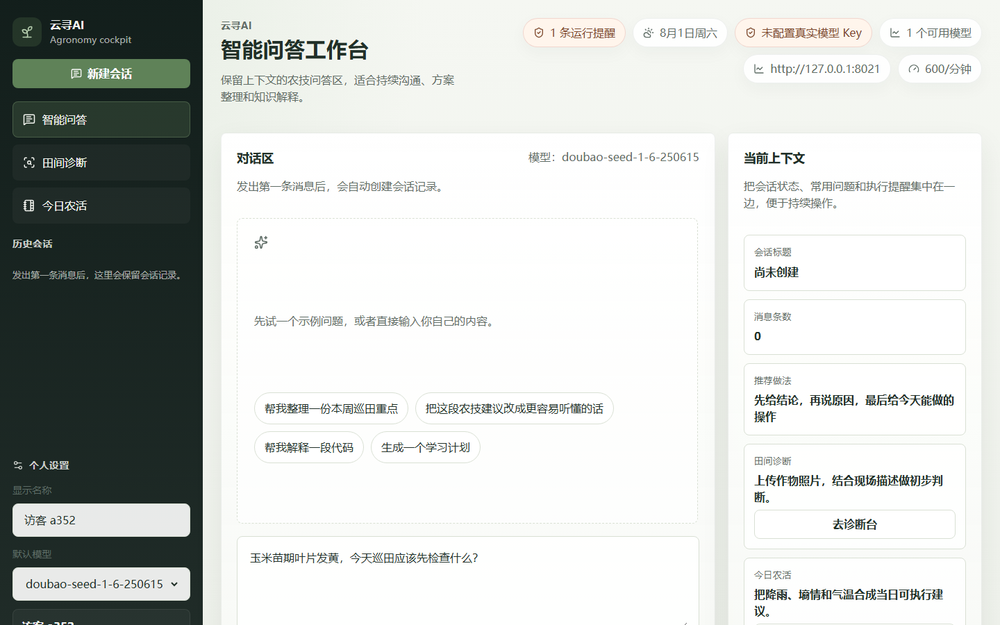 云寻AI
Agronomy cockpit
新建会话
智能问答
田间诊断
今日农活
历史会话
发出第一条消息后，这里会保留会话记录。
个人设置
显示名称
访客 a352
默认模型
doubao-seed-1-6-250615
访客 a352
云寻AI
智能问答工作台
保留上下文的农技问答区，适合持续沟通、方案
整理和知识解释。
1 条运行提醒
8月1日周六
未配置真实模型 Key
1 个可用模型
http://127.0.0.1:8021
600/分钟
对话区
模型：doubao-seed-1-6-250615
发出第一条消息后，会自动创建会话记录。
先试一个示例问题，或者直接输入你自己的内容。
帮我整理一份本周巡田重点
把这段农技建议改成更容易听懂的话
帮我解释一段代码
生成一个学习计划
玉米苗期叶片发黄，今天巡田应该先检查什么？
当前上下文
把会话状态、常用问题和执行提醒集中在一
边，便于持续操作。
会话标题
尚未创建
消息条数
0
推荐做法
先给结论，再说原因，最后给今天能做的
操作
田间诊断
上传作物照片，结合现场描述做初步判
断。
去诊断台
今日农活
把降雨、墒情和气温合成当日可执行建
议。